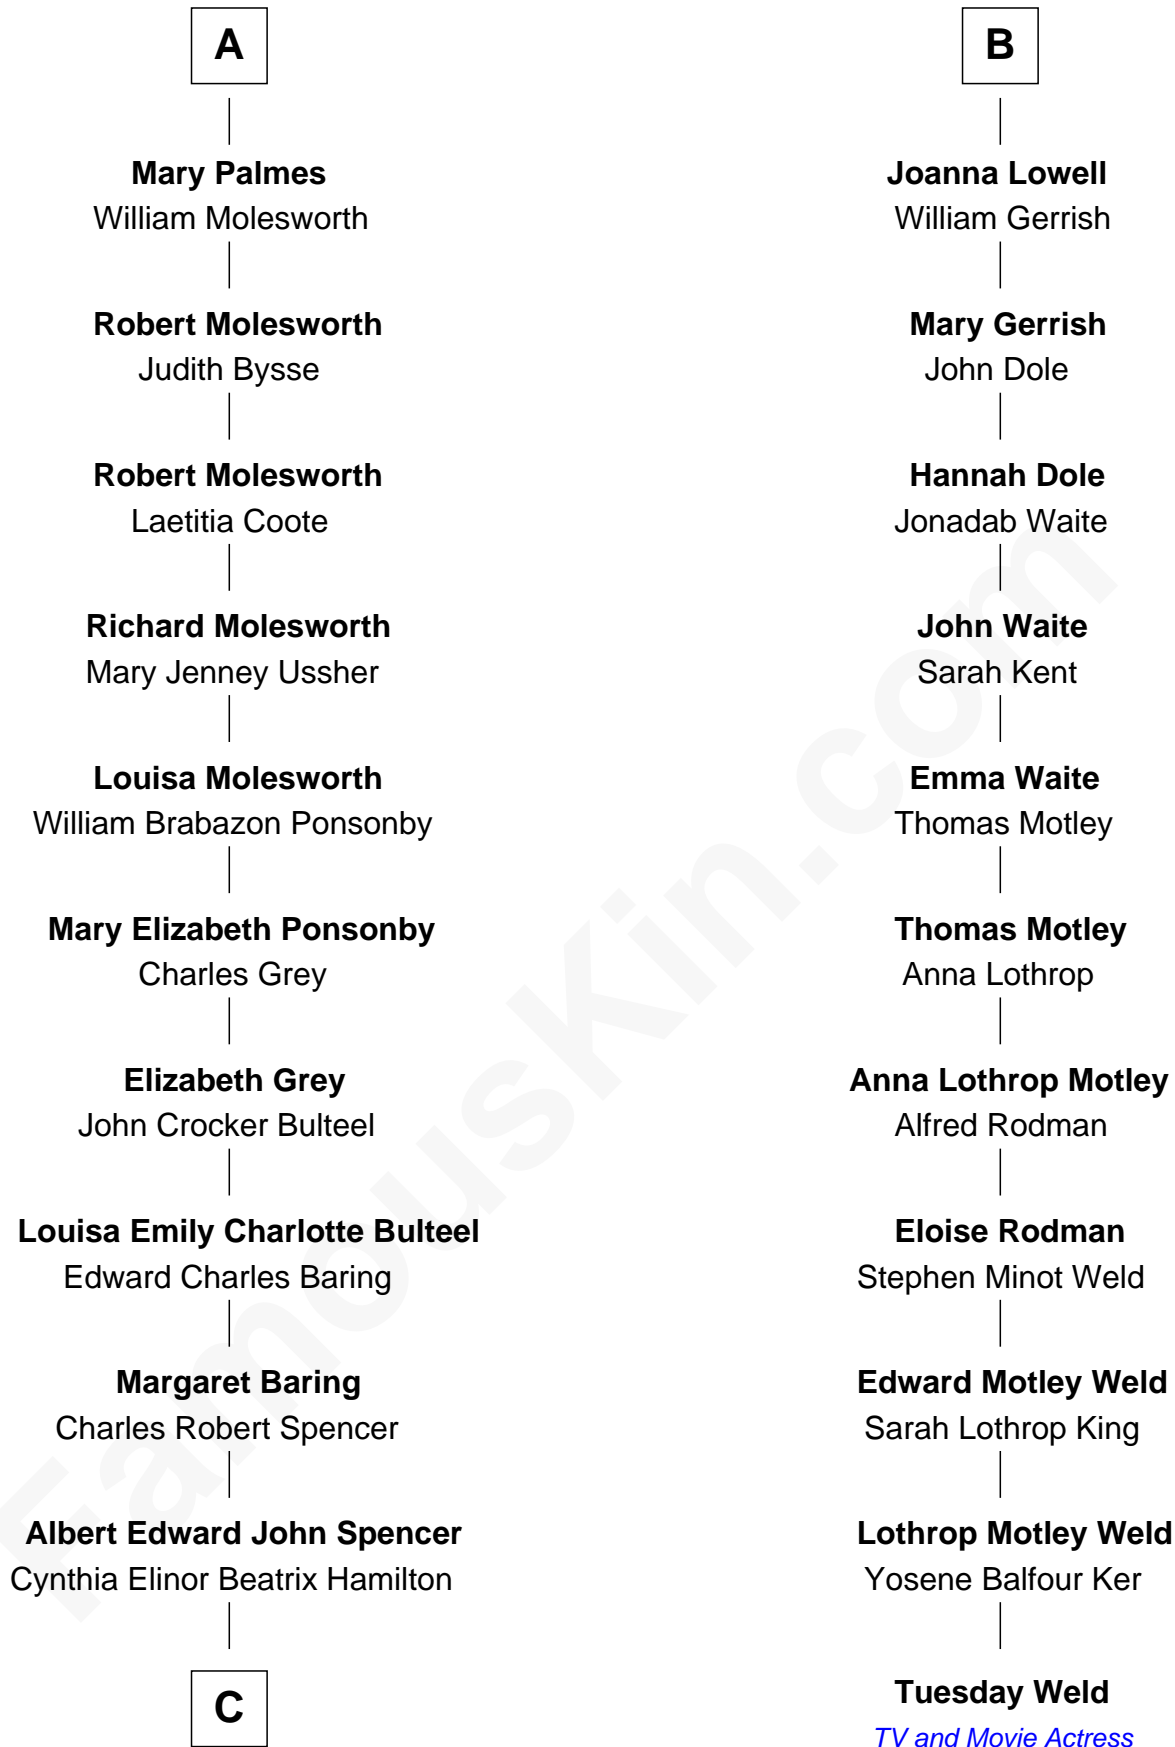 A
Mary Palmes
William Molesworth
Robert Molesworth
Judith Bysse
Robert Molesworth
Laetitia Coote
Richard Molesworth
Mary Jenney Ussher
Louisa Molesworth
William Brabazon Ponsonby
Mary Elizabeth Ponsonby
Charles Grey
Elizabeth Grey
John Crocker Bulteel
Louisa Emily Charlotte Bulteel
Edward Charles Baring
Margaret Baring
Charles Robert Spencer
Albert Edward John Spencer
Cynthia Elinor Beatrix Hamilton
C
B
Joanna Lowell
William Gerrish
Mary Gerrish
John Dole
Hannah Dole
Jonadab Waite
John Waite
Sarah Kent
Emma Waite
Thomas Motley
Thomas Motley
Anna Lothrop
Anna Lothrop Motley
Alfred Rodman
Eloise Rodman
Stephen Minot Weld
Edward Motley Weld
Sarah Lothrop King
Lothrop Motley Weld
Yosene Balfour Ker
Tuesday Weld
TV and Movie Actress
FamousKin.com